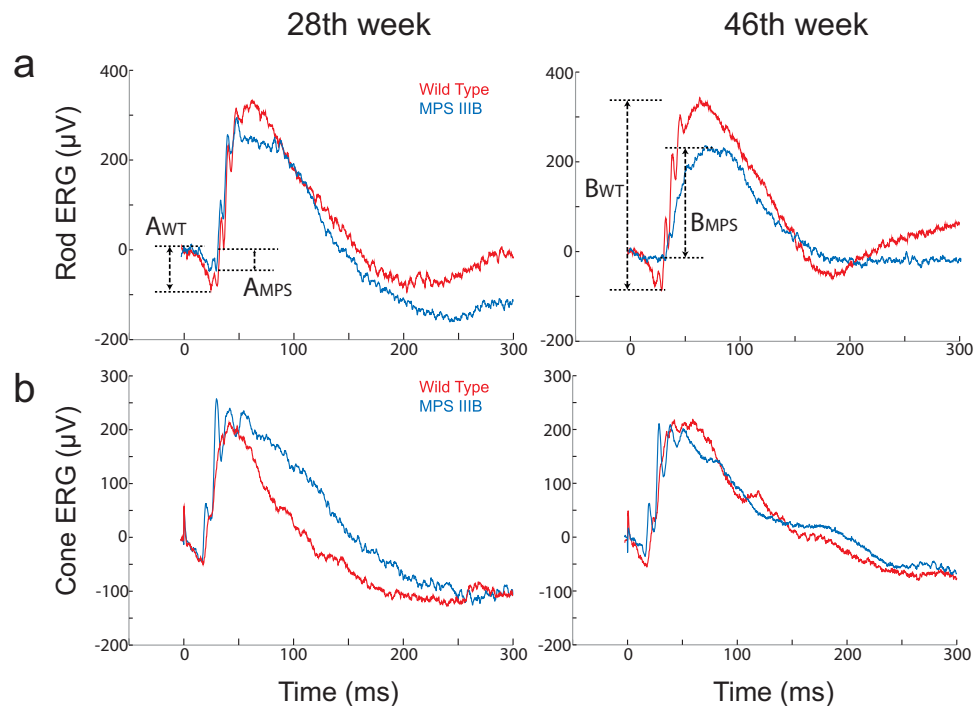 28th week 46th week
a
Rod ERG (µV)
400
200
0
-200
0 100 200 300
Wild Type
MPS IIIB
AWT
AMPS
400
200
0
-200
0 100 200 300
BWT
BMPS
b
Cone ERG (µV)
300
200
100
0
-100
-200
0 100 200 300
Wild Type
MPS IIIB
300
200
100
0
-100
-200
0 100 200 300
Time (ms) Time (ms)